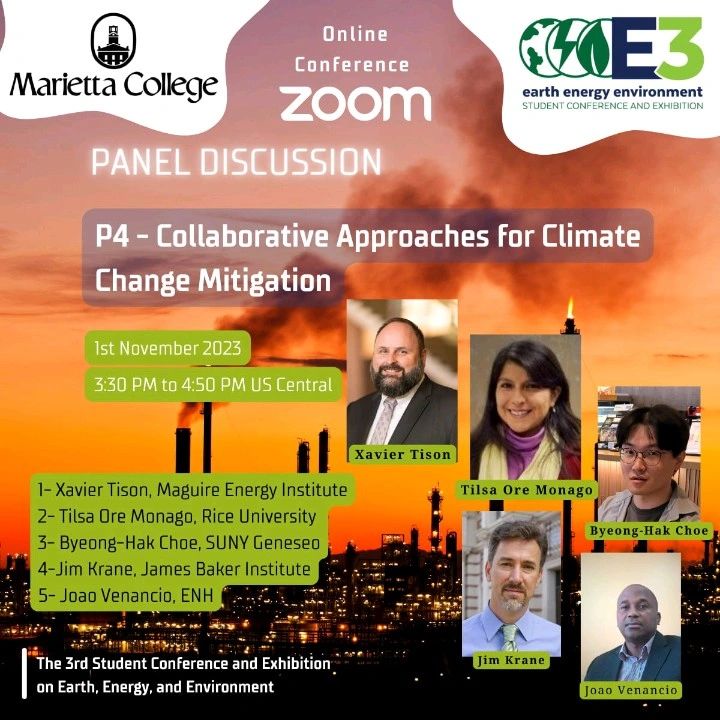 Marietta College
Online
Conference
zoom
E3
earth energy environment
STUDENT CONFERENCE AND EXHIBITION
PANEL DISCUSSION
P4 - Collaborative Approaches for Climate
Change Mitigation
1st November 2023
3:30 PM to 4:50 PM US Central
Xavier Tison
Tilsa Ore Monago
Byeong-Hak Choe
1- Xavier Tison, Maguire Energy Institute
2- Tilsa Ore Monago, Rice University
3- Byeong-Hak Choe, SUNY Geneseo
4-Jim Krane, James Baker Institute
5- Joao Venancio, ENH
Jim Krane
Joao Venancio
The 3rd Student Conference and Exhibition
on Earth, Energy, and Environment